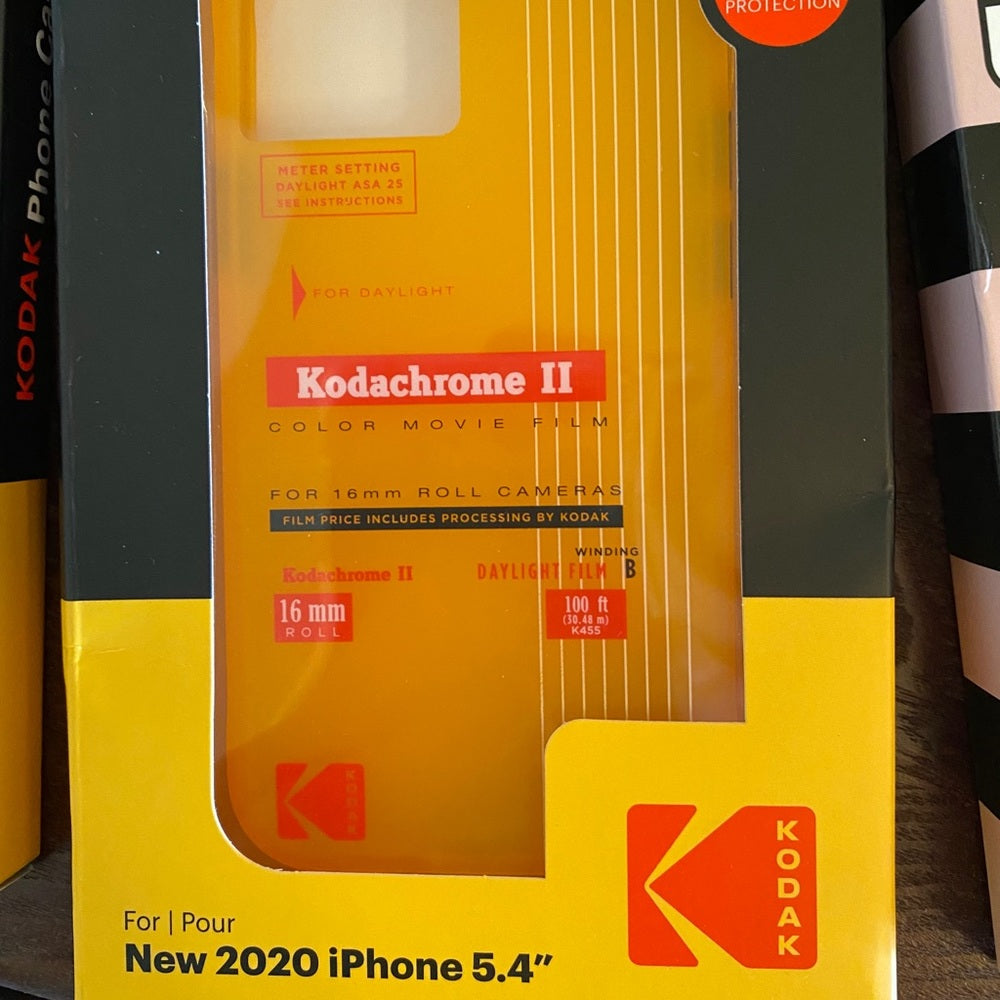 PROTECTION
KODAK Phone Cas
METER SETTING
DAYLIGHT ASA 25
SEE INSTRUCTIONS
FOR DAYLIGHT
Kodachrome II
COLOR MOVIE FILM
FOR 16mm ROLL CAMERAS
FILM PRICE INCLUDES PROCESSING BY KODAK
WINDING
Kodachrome II
DAYLIGHT FILM B
16 mm
ROLL
100 ft
(30.48 m)
K455
KODAK
KODAK
For | Pour
New 2020 iPhone 5.4”